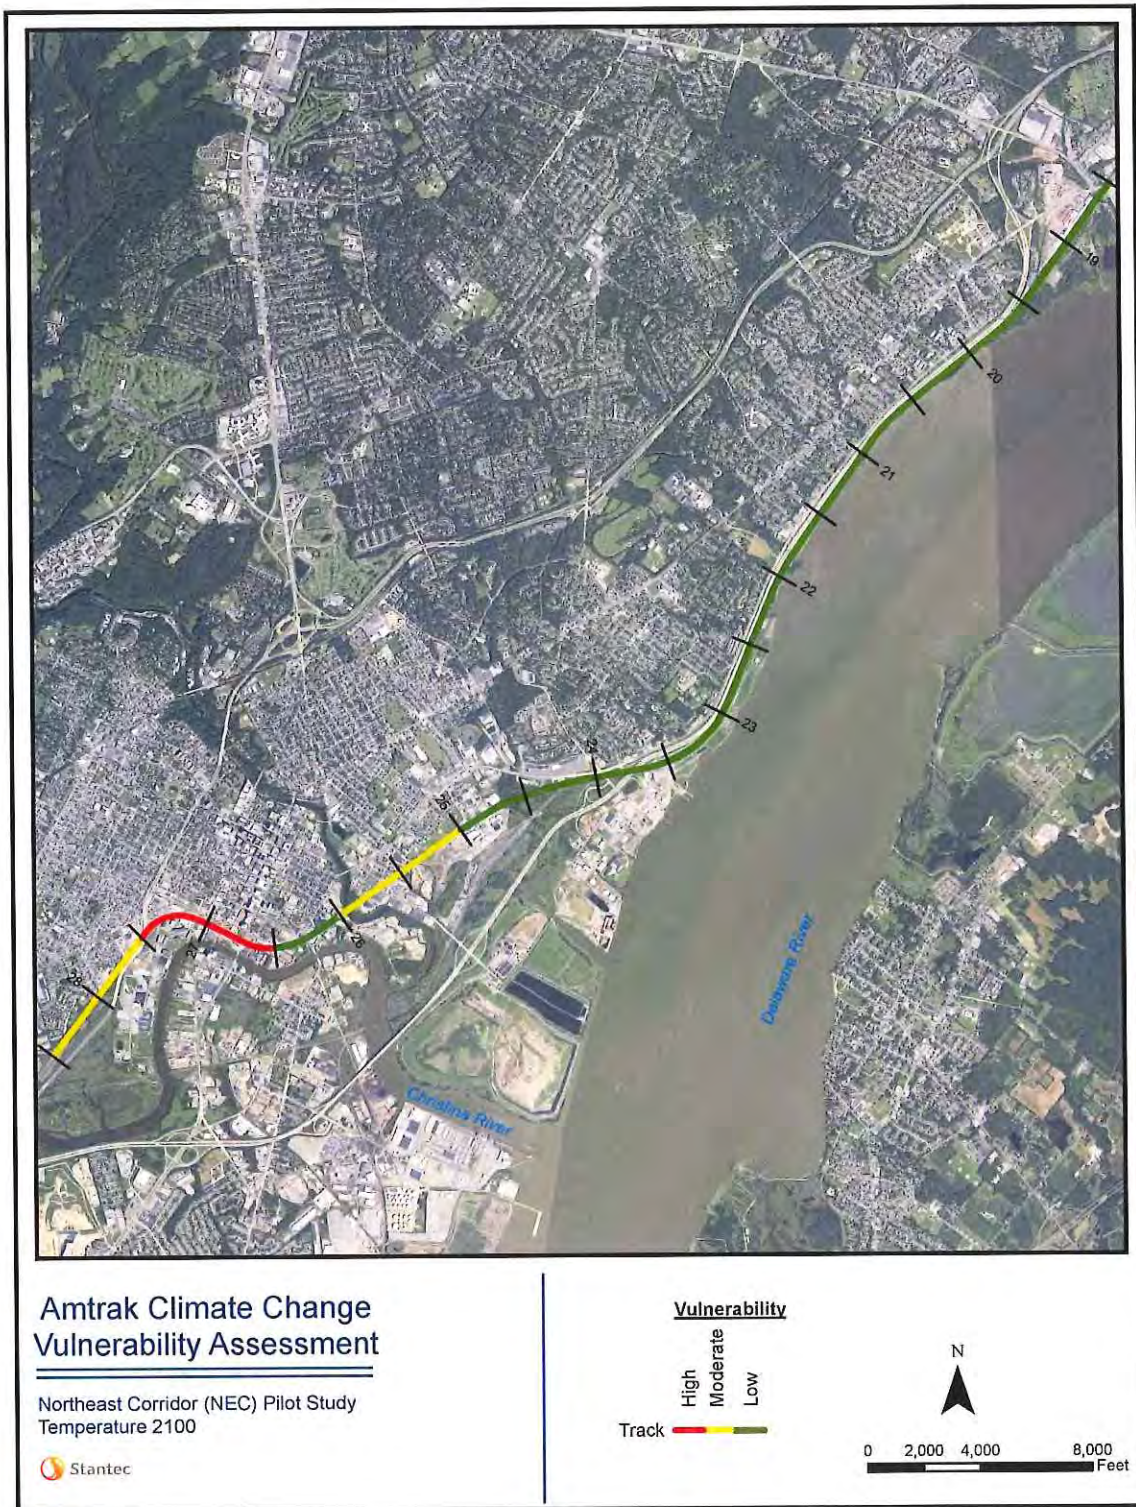 19
20
21
22
23
24
25
26
27
28
Delaware River
Christina River
Amtrak Climate Change
Vulnerability Assessment
Northeast Corridor (NEC) Pilot Study
Temperature 2100
Stantec
Vulnerability
High
Moderate
Low
Track
N
0 2,000 4,000 8,000
Feet